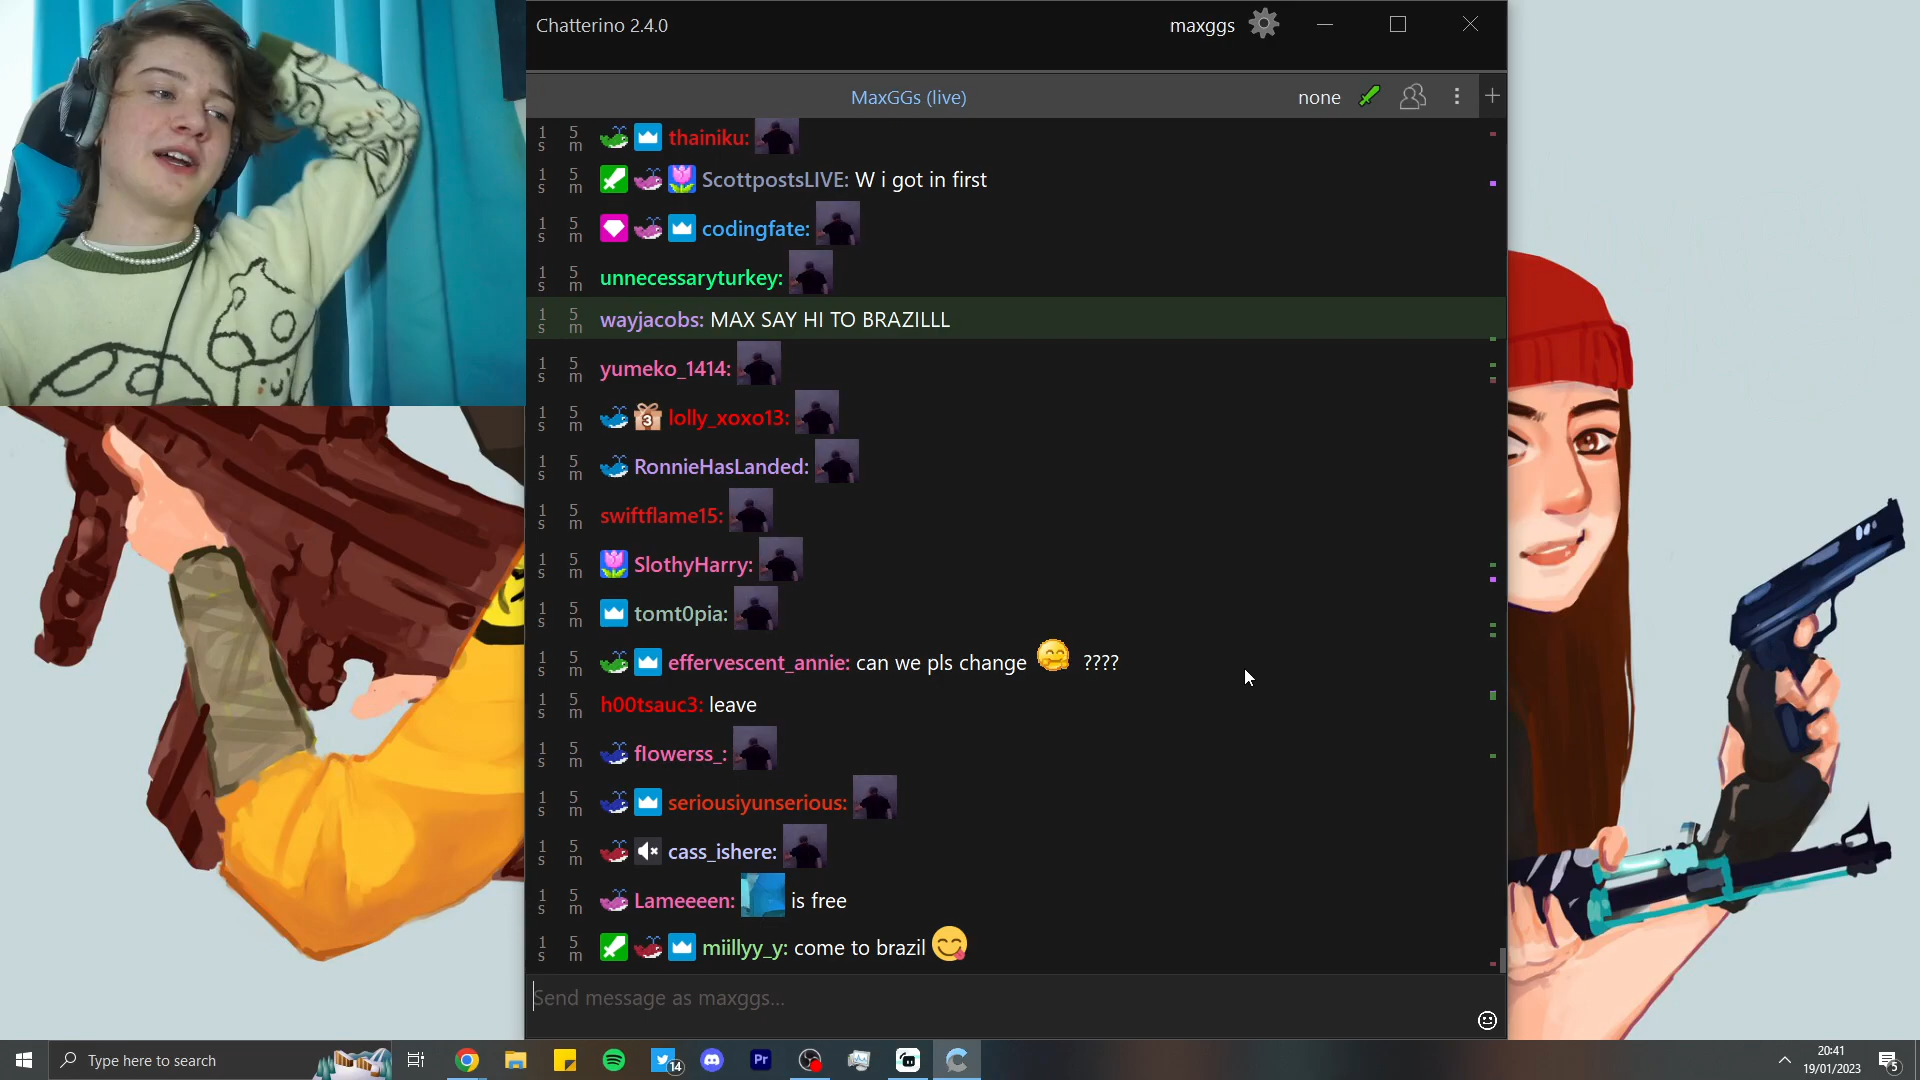 Chatterino 2.4.0
maxggs
MaxGGs (live)
none
1s 5m thainiku:
1s 5m ScottpostsLIVE: W i got in first
1s 5m codingfate:
1s 5m unnecessaryturkey:
1s 5m wayjacobs: MAX SAY HI TO BRAZILLL
1s 5m yumeko_1414:
1s 5m 3 lolly_xoxo13:
1s 5m RonnieHasLanded:
1s 5m swiftflame15:
1s 5m SlothyHarry:
1s 5m tomt0pia:
1s 5m effervescent_annie: can we pls change 🤗 ????
1s 5m h00tsauc3: leave
1s 5m flowerss_:
1s 5m seriousiyunserious:
1s 5m cass_ishere:
1s 5m Lameeeen: is free
1s 5m miillyy_y: come to brazil 😋
Send message as maxggs...
Type here to search
14
Pr
20:41
19/01/2023
5